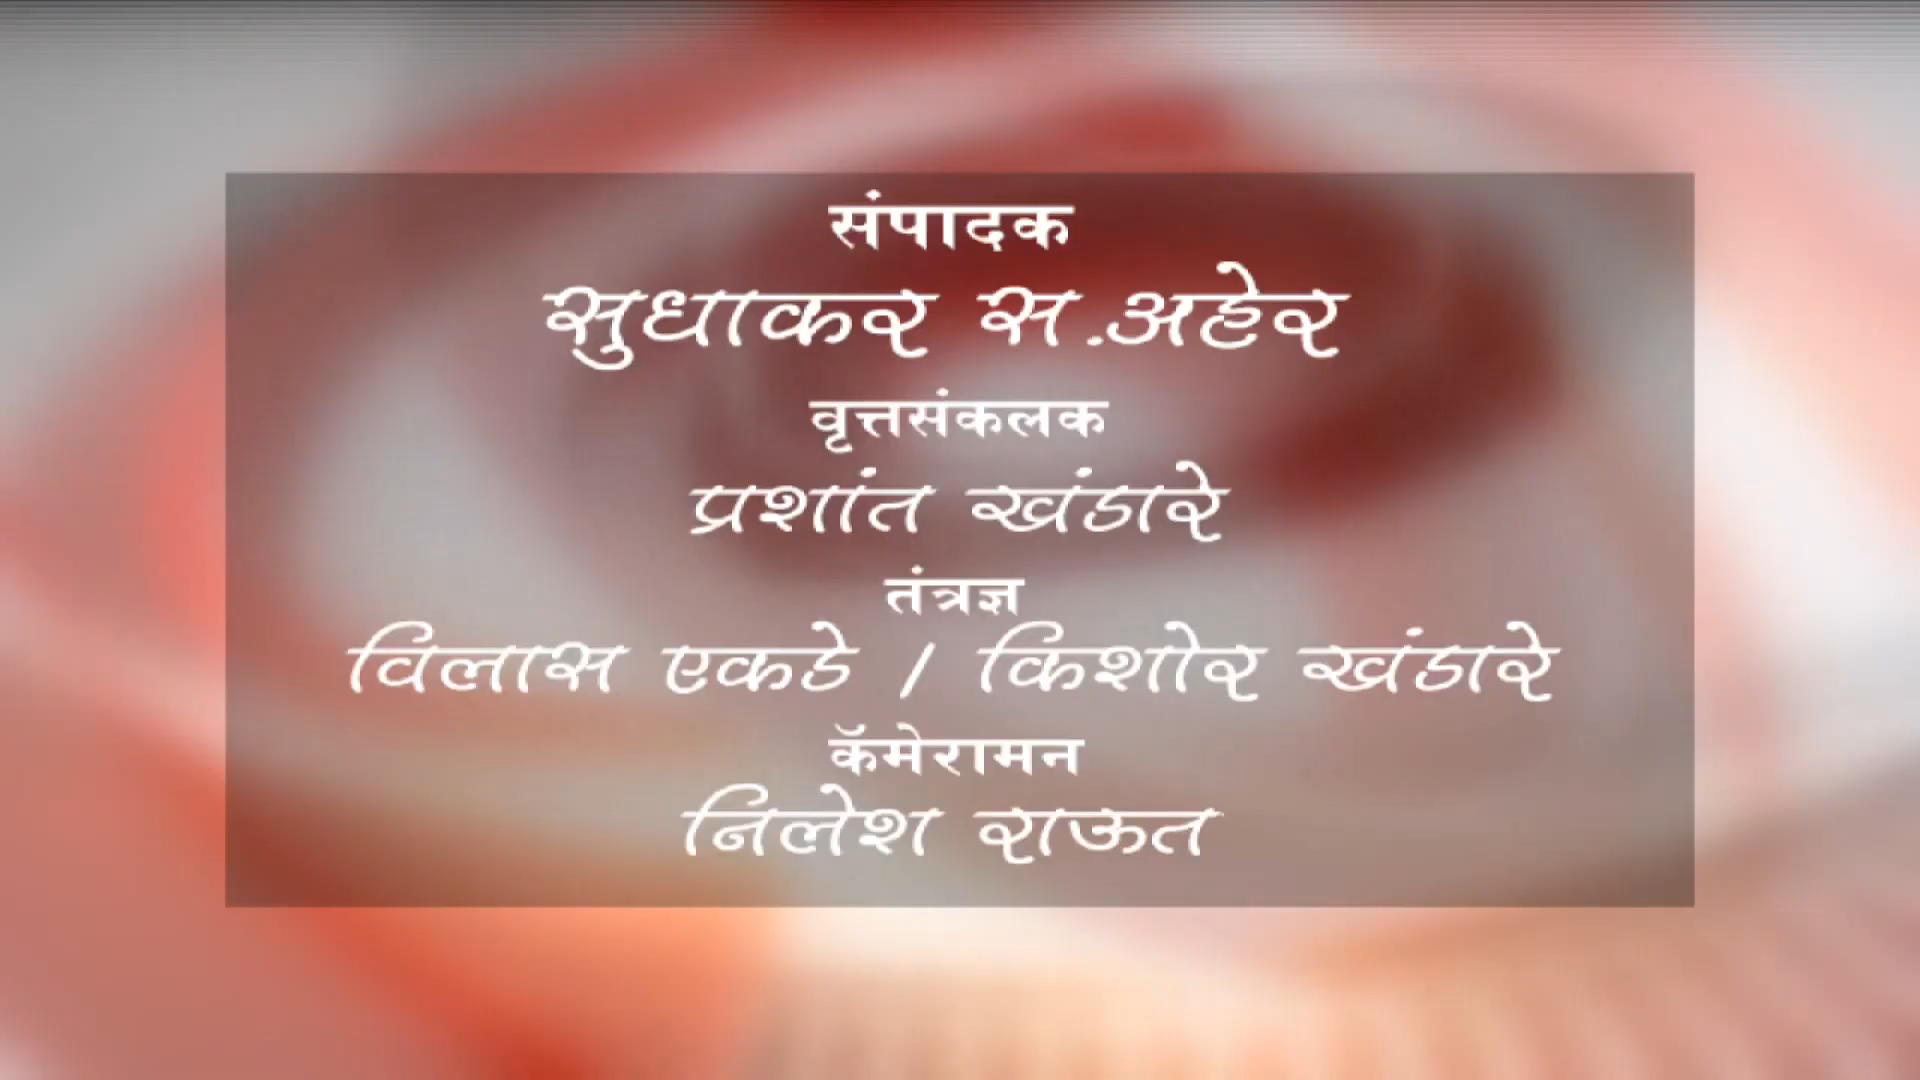 संपादक
सुधाकर स.अहेर
वृत्तसंकलक
प्रशांत खंडारे
तंत्रज्ञ
विलास एकडे / किशोर खंडारे
कॅमेरामन
निलेश राऊत